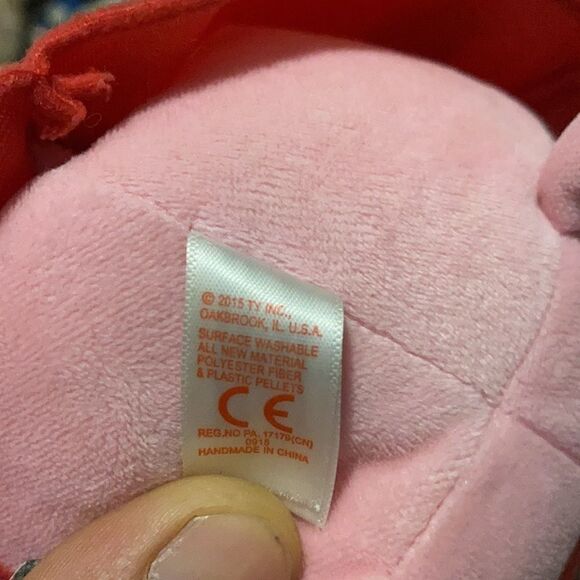 © 2015 TY INC.,
OAKBROOK, IL. U.S.A.
SURFACE WASHABLE
ALL NEW MATERIAL
POLYESTER FIBER
& PLASTIC PELLETS
CE
REG.NO PA. 17179(CN)
0915
HANDMADE IN CHINA